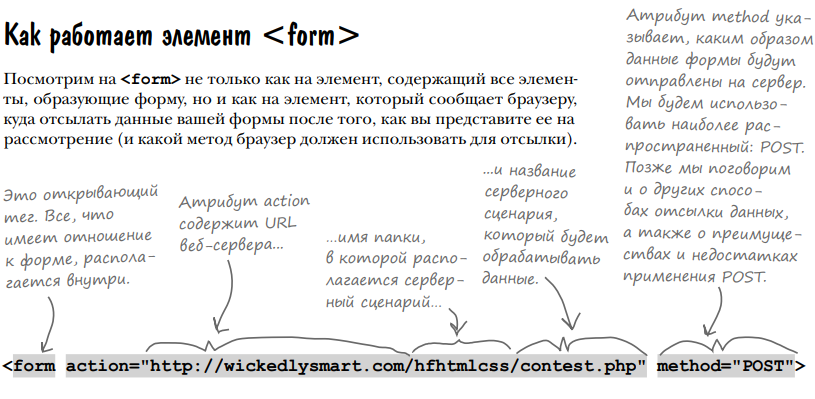 Как работает элемент <form>
Посмотрим на <form> не только как на элемент, содержащий все элемен-
ты, образующие форму, но и как на элемент, который сообщает браузеру,
куда отсылать данные вашей формы после того, как вы представите ее на
рассмотрение (и какой метод браузер должен использовать для отсылки).
Атрибут method ука-
зывает, каким образом
данные формы будут
отправлены на сервер.
Мы будем использо-
вать наиболее рас-
пространенный: POST.
Позже мы поговорим
и о других спосо-
бах отсылки данных,
а также о преимуще-
ствах и недостатках
применения POST.
Это открывающий
тег. Все, что
имеет отношение
к форме, распола-
гается внутри.
Атрибут action
содержит URL
веб-сервера...
...имя папки,
в которой распо-
лагается сервер-
ный сценарий...
...и название
серверного
сценария,
который будет
обрабатывать
данные.
<form action="http://wickedlysmart.com/hfhtmlcss/contest.php" method="POST">